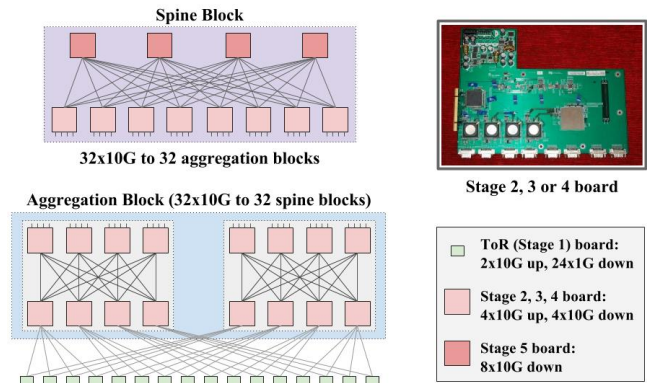 Spine Block
32x10G to 32 aggregation blocks
Stage 2, 3 or 4 board
Aggregation Block (32x10G to 32 spine blocks)
ToR (Stage 1) board:
2x10G up, 24x1G down
Stage 2, 3, 4 board:
4x10G up, 4x10G down
Stage 5 board:
8x10G down